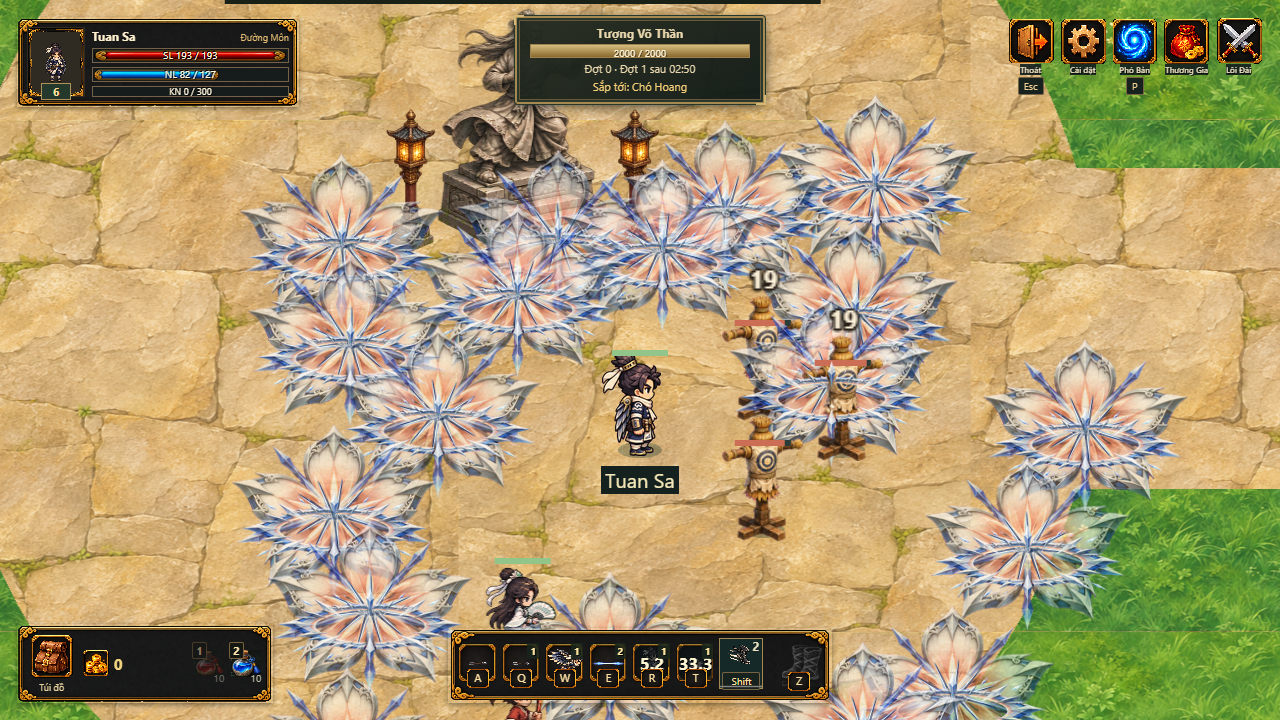 Tuan Sa
Đường Môn
SL 193 / 193
NL 82 / 127
KN 0 / 300
6
Tượng Võ Thần
2000 / 2000
Đợt 0 · Đợt 1 sau 02:50
Sắp tới: Chó Hoang
Thoát
Cài đặt
Phó Bản
Thương Gia
Lôi Đài
Esc
P
19
19
Tuan Sa
Túi đồ
0
1
10
2
10
A
1
Q
1
W
2
E
1
5.2
R
1
33.3
T
2
Shift
Z